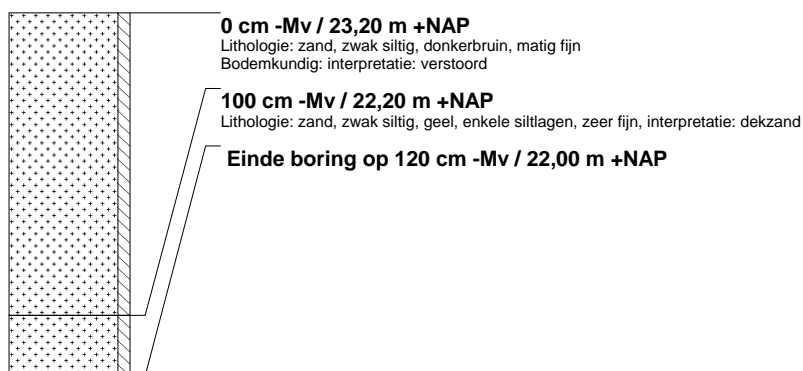 0 cm -Mv / 23,20 m +NAP
Lithologie: zand, zwak siltig, donkerbruin, matig fijn
Bodemkundig: interpretatie: verstoord
100 cm -Mv / 22,20 m +NAP
Lithologie: zand, zwak siltig, geel, enkele siltlagen, zeer fijn, interpretatie: dekzand
Einde boring op 120 cm -Mv / 22,00 m +NAP